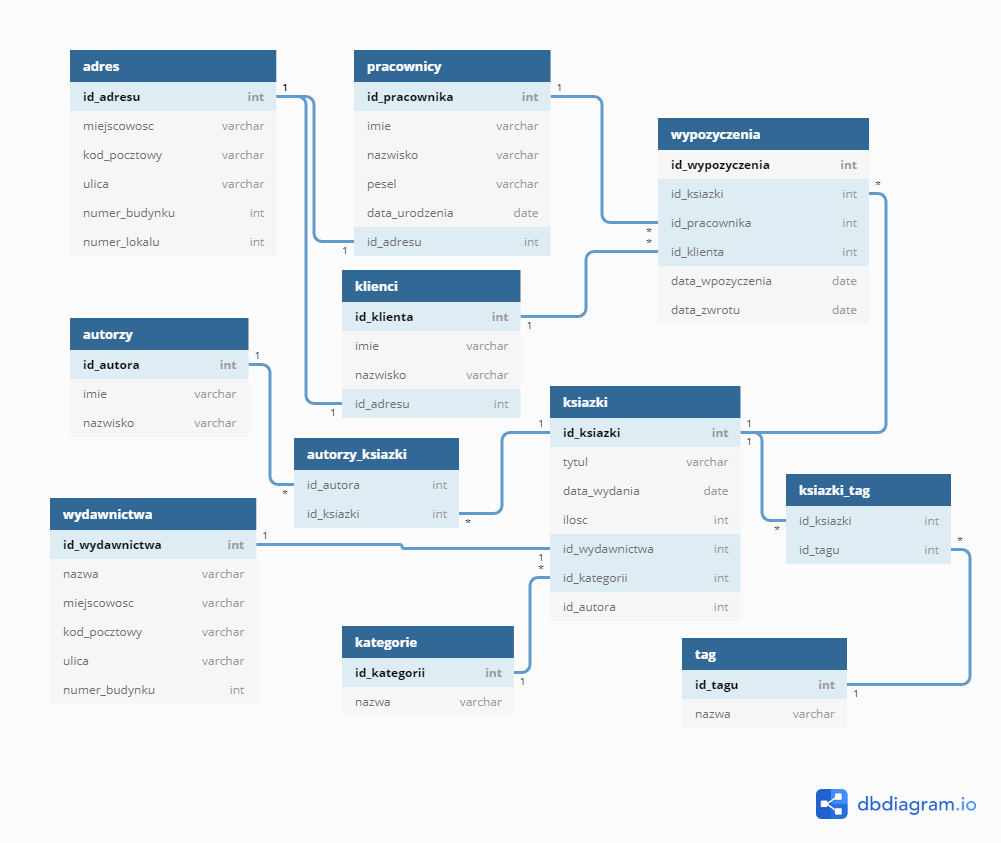 adres
id_adresu int
miejscowosc varchar
kod_pocztowy varchar
ulica varchar
numer_budynku int
numer_lokalu int
1
pracownicy
id_pracownika int
imie varchar
nazwisko varchar
pesel varchar
data_urodzenia date
id_adresu int
1
1
wypozyczenia
id_wypozyczenia int
id_ksiazki int
id_pracownika int
id_klienta int
data_wpozyczenia date
data_zwrotu date
*
*
*
klienci
id_klienta int
imie varchar
nazwisko varchar
id_adresu int
1
1
autorzy
id_autora int
imie varchar
nazwisko varchar
1
autorzy_ksiazki
id_autora int
id_ksiazki int
*
*
ksiazki
id_ksiazki int
tytul varchar
data_wydania date
ilosc int
id_wydawnictwa int
id_kategorii int
id_autora int
1
1
1
1
*
ksiazki_tag
id_ksiazki int
id_tagu int
*
*
wydawnictwa
id_wydawnictwa int
nazwa varchar
miejscowosc varchar
kod_pocztowy varchar
ulica varchar
numer_budynku int
1
kategorie
id_kategorii int
nazwa varchar
1
tag
id_tagu int
nazwa varchar
1
dbdiagram.io